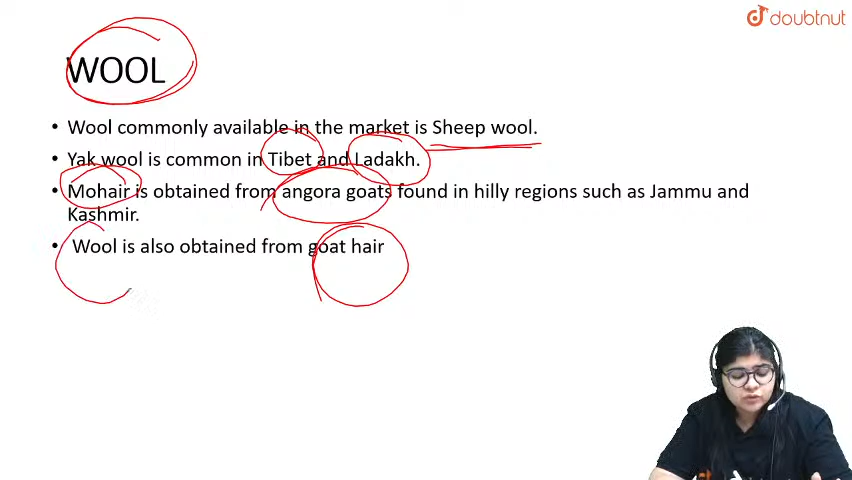 doubtnut
WOOL
• Wool commonly available in the market is Sheep wool.
• Yak wool is common in Tibet and Ladakh.
• Mohair is obtained from angora goats found in hilly regions such as Jammu and
Kashmir.
• Wool is also obtained from goat hair